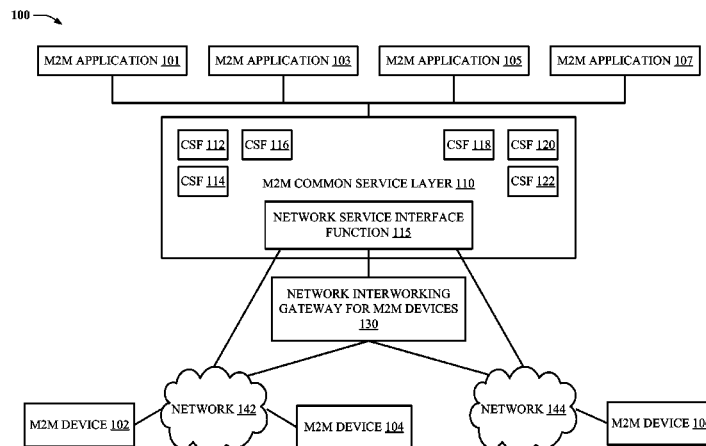 100
M2M APPLICATION 101
M2M APPLICATION 103
M2M APPLICATION 105
M2M APPLICATION 107
CSF 112
CSF 116
CSF 118
CSF 120
CSF 114
M2M COMMON SERVICE LAYER 110
CSF 122
NETWORK SERVICE INTERFACE
FUNCTION 115
NETWORK INTERWORKING
GATEWAY FOR M2M DEVICES
130
NETWORK 142
NETWORK 144
M2M DEVICE 102
M2M DEVICE 104
M2M DEVICE